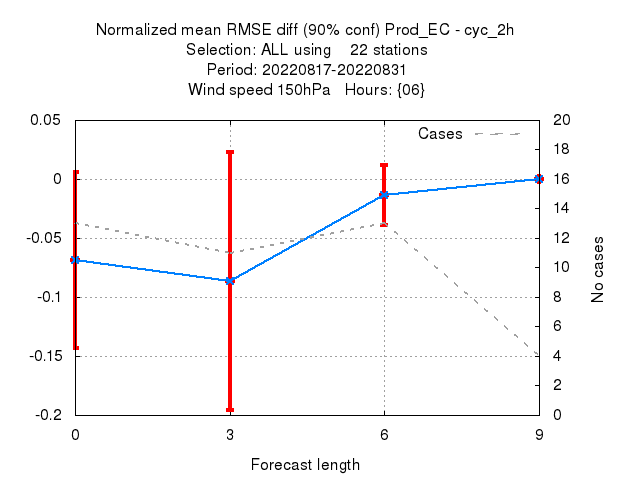 Normalized mean RMSE diff (90% conf) Prod_EC - cyc_2h
Selection: ALL using    22 stations
Period: 20220817-20220831
Wind speed 150hPa   Hours: {06}
Cases
0.05
0
-0.05
-0.1
-0.15
-0.2
20
18
16
14
12
10
8
6
4
2
0
No cases
0 3 6 9
Forecast length